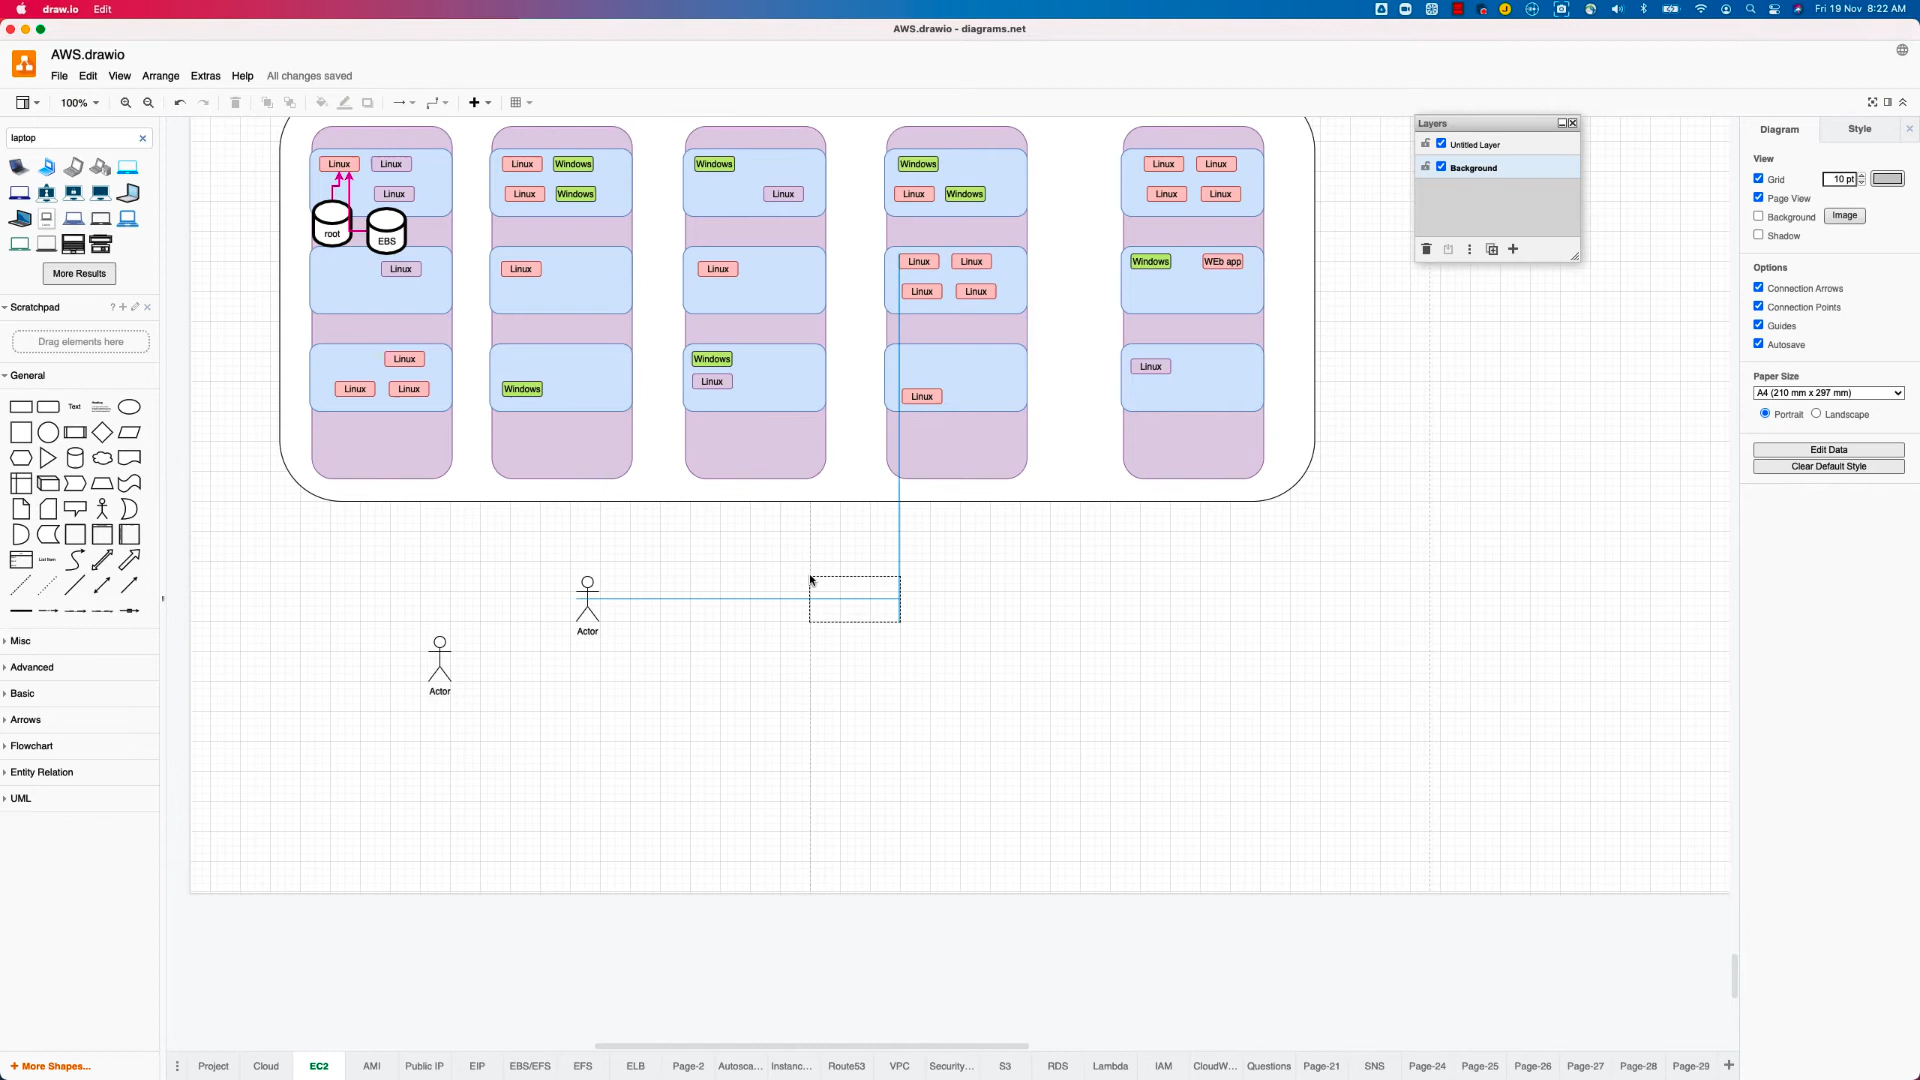 draw.io Edit
Fri 19 Nov 8:22 AM
AWS.drawio - diagrams.net
AWS.drawio
File Edit View Arrange Extras Help All changes saved
100%
laptop
More Results
Scratchpad
Drag elements here
General
Text
Heading
List Item
Misc
Advanced
Basic
Arrows
Flowchart
Entity Relation
UML
+ More Shapes...
Linux Linux
Linux
root
EBS
Linux
Linux
Linux Linux
Linux Windows
Linux Windows
Linux
Windows
Windows
Linux
Linux
Windows
Linux
Windows
Linux Windows
Linux Linux
Linux Linux
Linux
Linux Linux
Linux Linux
Windows WEb app
Linux
Actor
Actor
Layers
Untitled Layer
Background
Diagram Style
View
Grid 10 pt
Page View
Background Image
Shadow
Options
Connection Arrows
Connection Points
Guides
Autosave
Paper Size
A4 (210 mm x 297 mm)
Portrait Landscape
Edit Data
Clear Default Style
Project Cloud EC2 AMI Public IP EIP EBS/EFS EFS ELB Page-2 Autosca... Instanc... Route53 VPC Security... S3 RDS Lambda IAM CloudW... Questions Page-21 SNS Page-24 Page-25 Page-26 Page-27 Page-28 Page-29